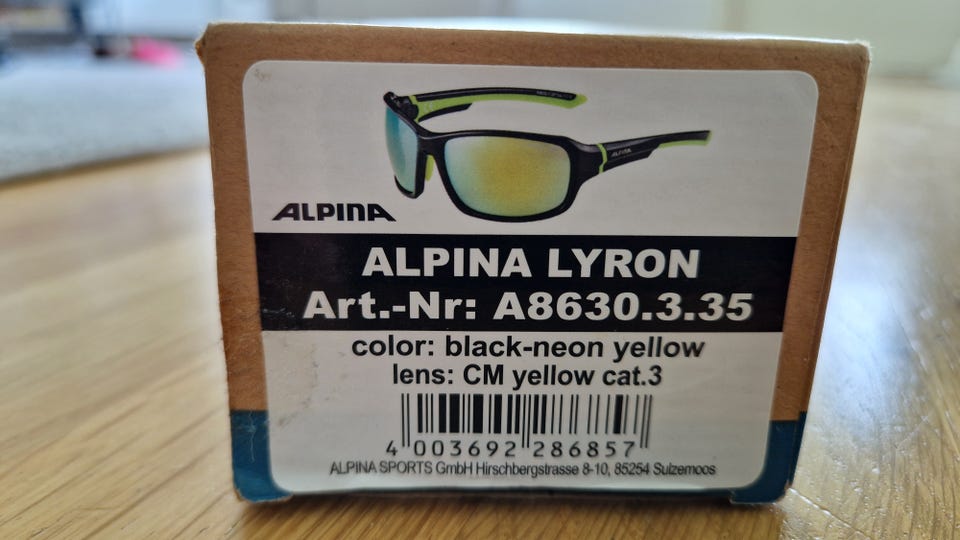 ALPINA
ALPINA
ALPINA LYRON
Art.-Nr: A8630.3.35
color: black-neon yellow
lens: CM yellow cat.3
4 003692 286857
ALPINA SPORTS GmbH Hirschbergstrasse 8-10, 85254 Sulzemoos